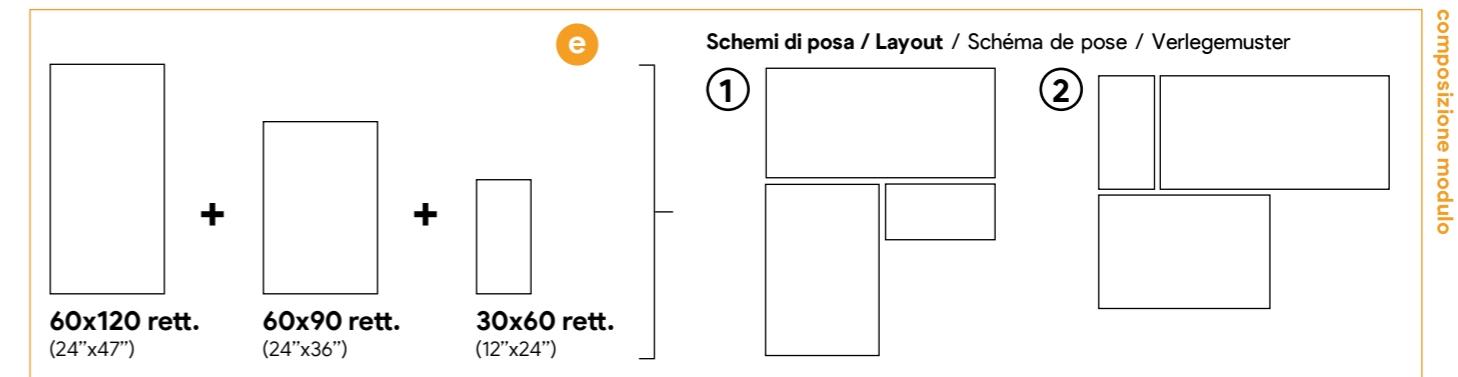 e
Schemi di posa / Layout / Schéma de pose / Verlegemuster
1
2
+
+
60x120 rett.
(24”x47”)
60x90 rett.
(24”x36”)
30x60 rett.
(12”x24”)
composizione modulo